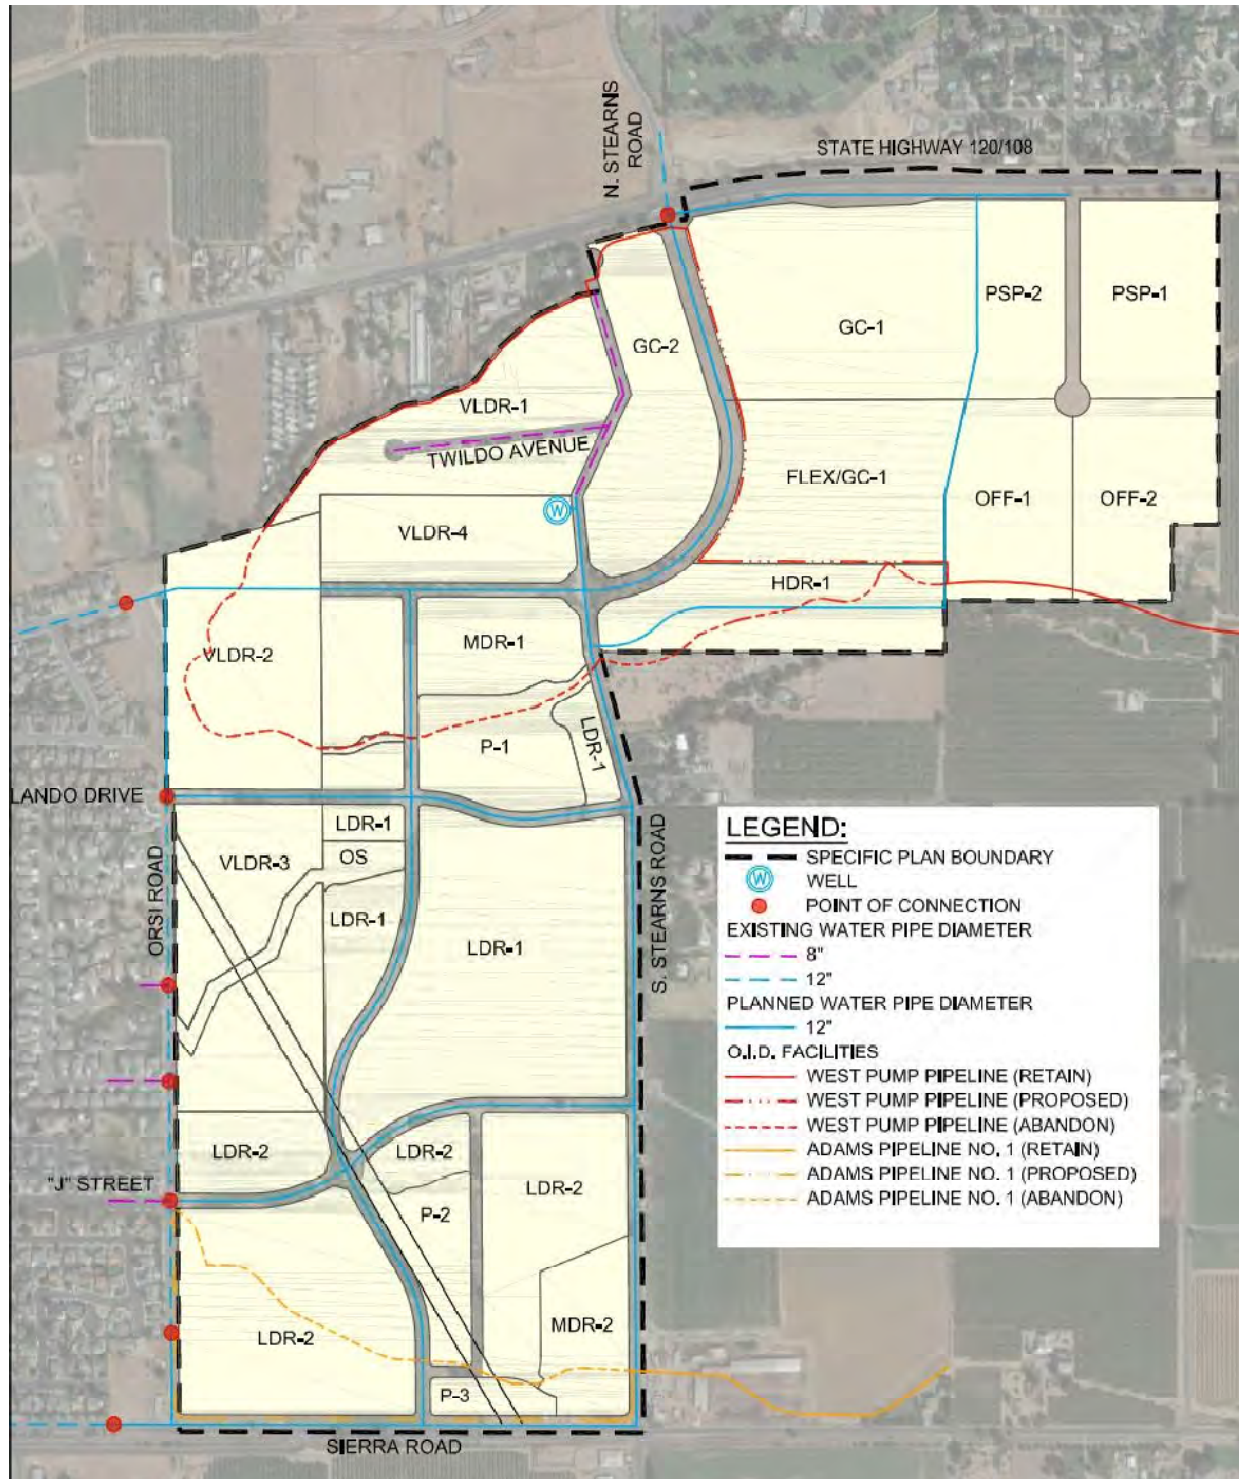 N. STEARNS
ROAD
STATE HIGHWAY 120/108
PSP-2
PSP-1
GC-1
GC-2
VLDR-1
TWILDO AVENUE
FLEX/GC-1
OFF-1
OFF-2
W
VLDR-4
HDR-1
MDR-1
VLDR-2
P-1
LDR-1
LANDO DRIVE
LDR-1
OS
VLDR-3
LDR-1
LDR-1
ORSI ROAD
S. STEARNS ROAD
LEGEND:
SPECIFIC PLAN BOUNDARY
W WELL
POINT OF CONNECTION
EXISTING WATER PIPE DIAMETER
8"
12"
PLANNED WATER PIPE DIAMETER
12"
O.I.D. FACILITIES
WEST PUMP PIPELINE (RETAIN)
WEST PUMP PIPELINE (PROPOSED)
WEST PUMP PIPELINE (ABANDON)
ADAMS PIPELINE NO. 1 (RETAIN)
ADAMS PIPELINE NO. 1 (PROPOSED)
ADAMS PIPELINE NO. 1 (ABANDON)
LDR-2
LDR-2
"J" STREET
LDR-2
P-2
LDR-2
MDR-2
P-3
SIERRA ROAD